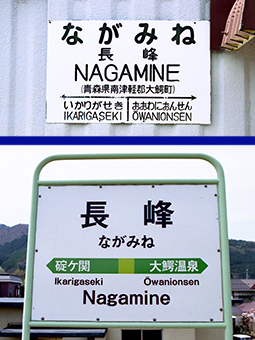 ながみね
長峰
NAGAMINE
(青森県南津軽郡大鰐町)
いかりがせき おおわにおんせん
IKARIGASEKI ŌWANIONSEN
長峰
ながみね
碇ケ関 大鰐温泉
Ikarigaseki Ōwanionsen
Nagamine